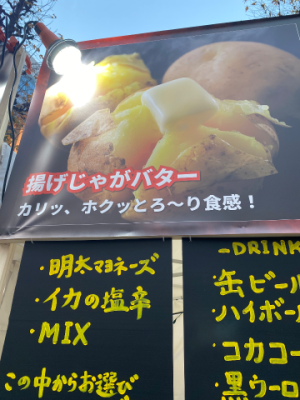 揚げじゃがバター
カリッ、ホクッとろ〜り食感！
・明太マヨネーズ
・イカの塩辛
・MIX
この中からお選び
-DRINK
・缶ビール
・ハイボー
・コカコー
・黒ウーロ